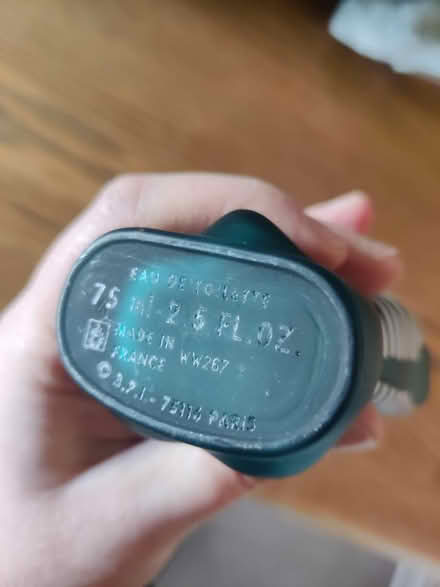 EAU DE TOILETTE
75 ml - 2.5 FL.OZ.
MADE IN WW267
FRANCE
© B.P.I - 75116 PARIS